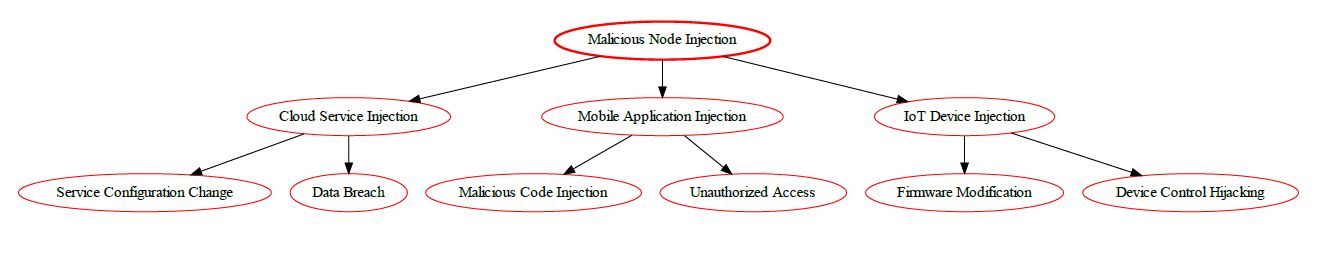 Malicious Node Injection
Cloud Service Injection
Mobile Application Injection
IoT Device Injection
Service Configuration Change
Data Breach
Malicious Code Injection
Unauthorized Access
Firmware Modification
Device Control Hijacking